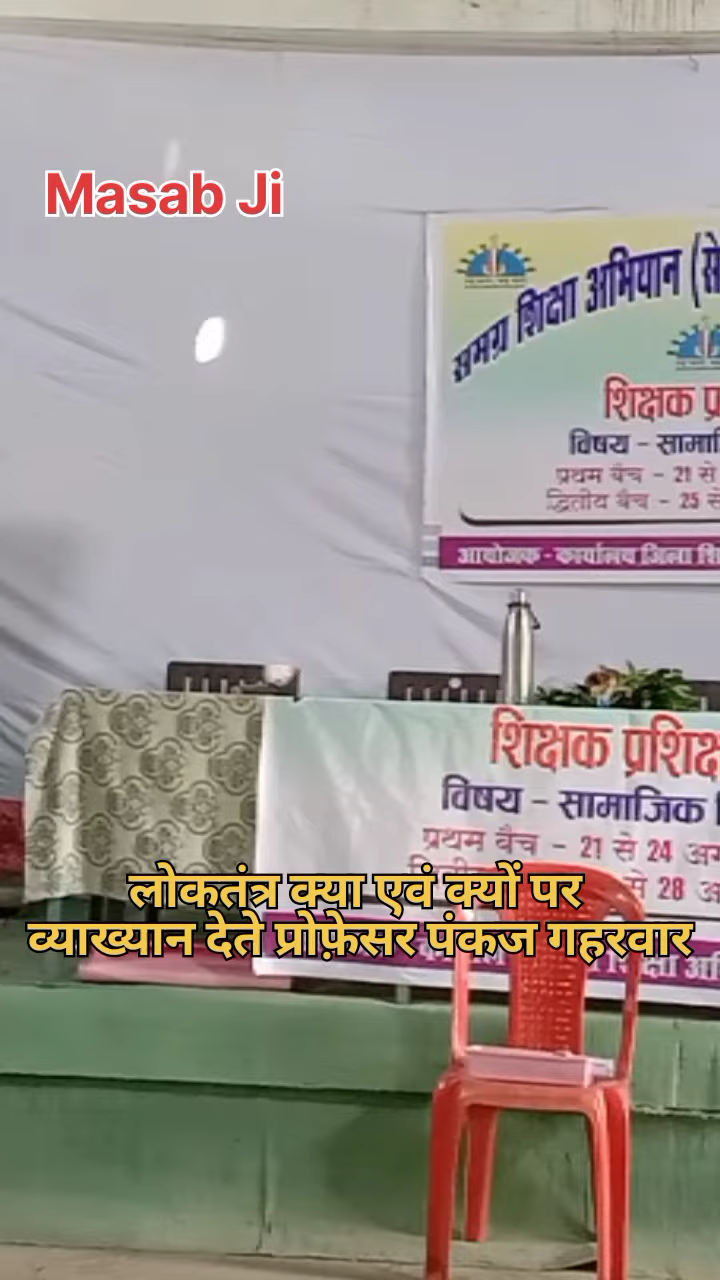 Masab Ji
समग्र शिक्षा अभियान (से
शिक्षक
विषय - सामाजि
प्रथम बैच - 21 से
द्वितीय बैच - 25 से
आयोजक - कार्यालय जिला
शिक्षक प्रशिक्ष
विषय - सामाजिक
प्रथम बैच - 21 से 24 अग
से 28 अ
लोकतंत्र क्या एवं क्यों पर
व्याख्यान देते प्रोफ़ेसर पंकज गहरवार
शिक्षा अभि